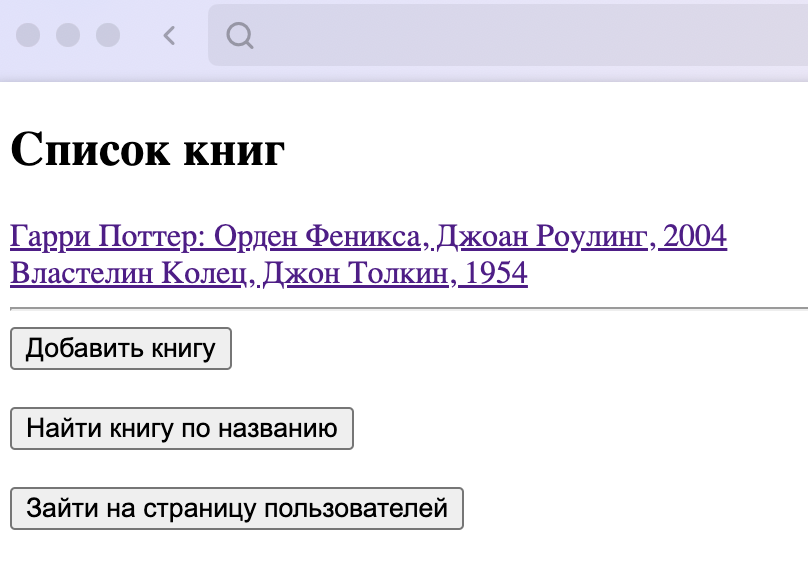 Список книг
Гарри Поттер: Орден Феникса, Джоан Роулинг, 2004
Властелин Колец, Джон Толкин, 1954
Добавить книгу
Найти книгу по названию
Зайти на страницу пользователей